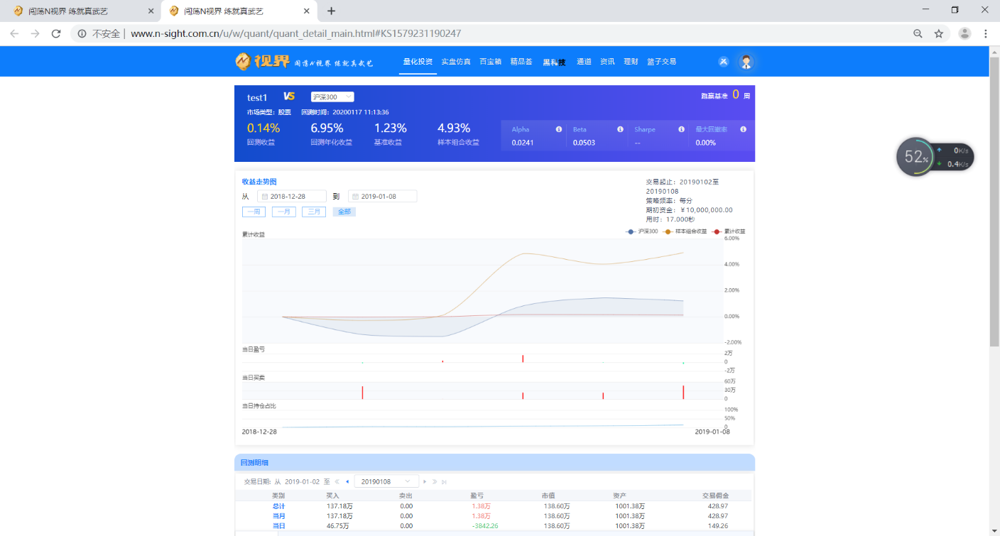 闯荡N视界 练就真武艺
闯荡N视界 练就真武艺
不安全 | www.n-sight.com.cn/u/w/quant/quant_detail_main.html#KS1579231190247
视界 闯荡N视界 练就真武艺 量化投资 实盘仿真 百宝箱 精品荟 黑科技 通道 资讯 理财 篮子交易
test1 VS 沪深300 跑赢基准 0 周
市场类型: 股票 回测时间: 20200117 11:13:36
0.14% 6.95% 1.23% 4.93%
回测收益 回测年化收益 基准收益 样本组合收益
Alpha Beta Sharpe 最大回撤率
0.0241 0.0503 -- 0.00%
52% 0K/s
0.4K/s
收益走势图
从 2018-12-28 到 2019-01-08
一周 一月 三月 全部
交易起止: 20190102至
20190108
策略频率: 每分
期初资金: ￥10,000,000.00
用时: 17.000秒
沪深300 样本组合收益 累计收益
累计收益
6.00%
4.00%
2.00%
0.00%
-2.00%
当日盈亏
2万
0
-2万
当日买卖
60万
30万
0
当日持仓占比
100%
50%
0
2018-12-28 2019-01-08
回测明细
交易日期: 从 2019-01-02 至 20190108
类别 买入 卖出 盈亏 市值 资产 交易佣金
总计 137.18万 0.00 1.38万 138.60万 1001.38万 428.97
当月 137.18万 0.00 1.38万 138.60万 1001.38万 428.97
当日 46.75万 0.00 -3842.26 138.60万 1001.38万 149.26